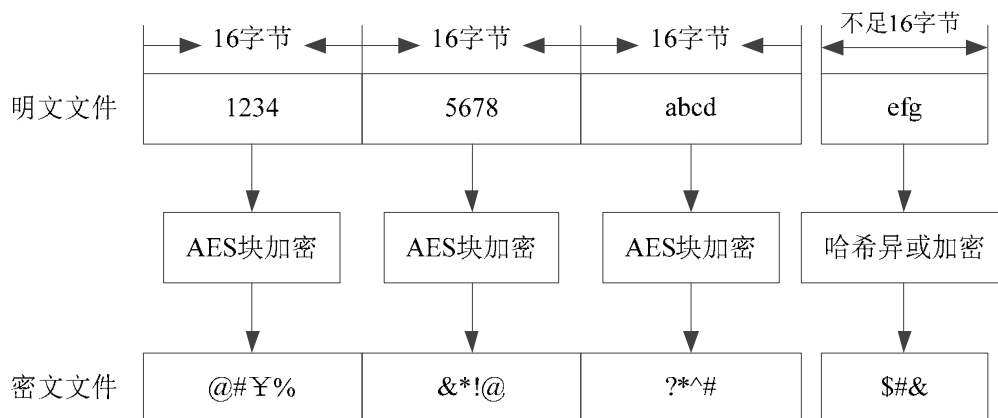 16字节 16字节 16字节 不足16字节
明文文件 1234 5678 abcd efg
AES块加密 AES块加密 AES块加密 哈希异或加密
密文文件 @#¥% &*!@ ?*^# $#&